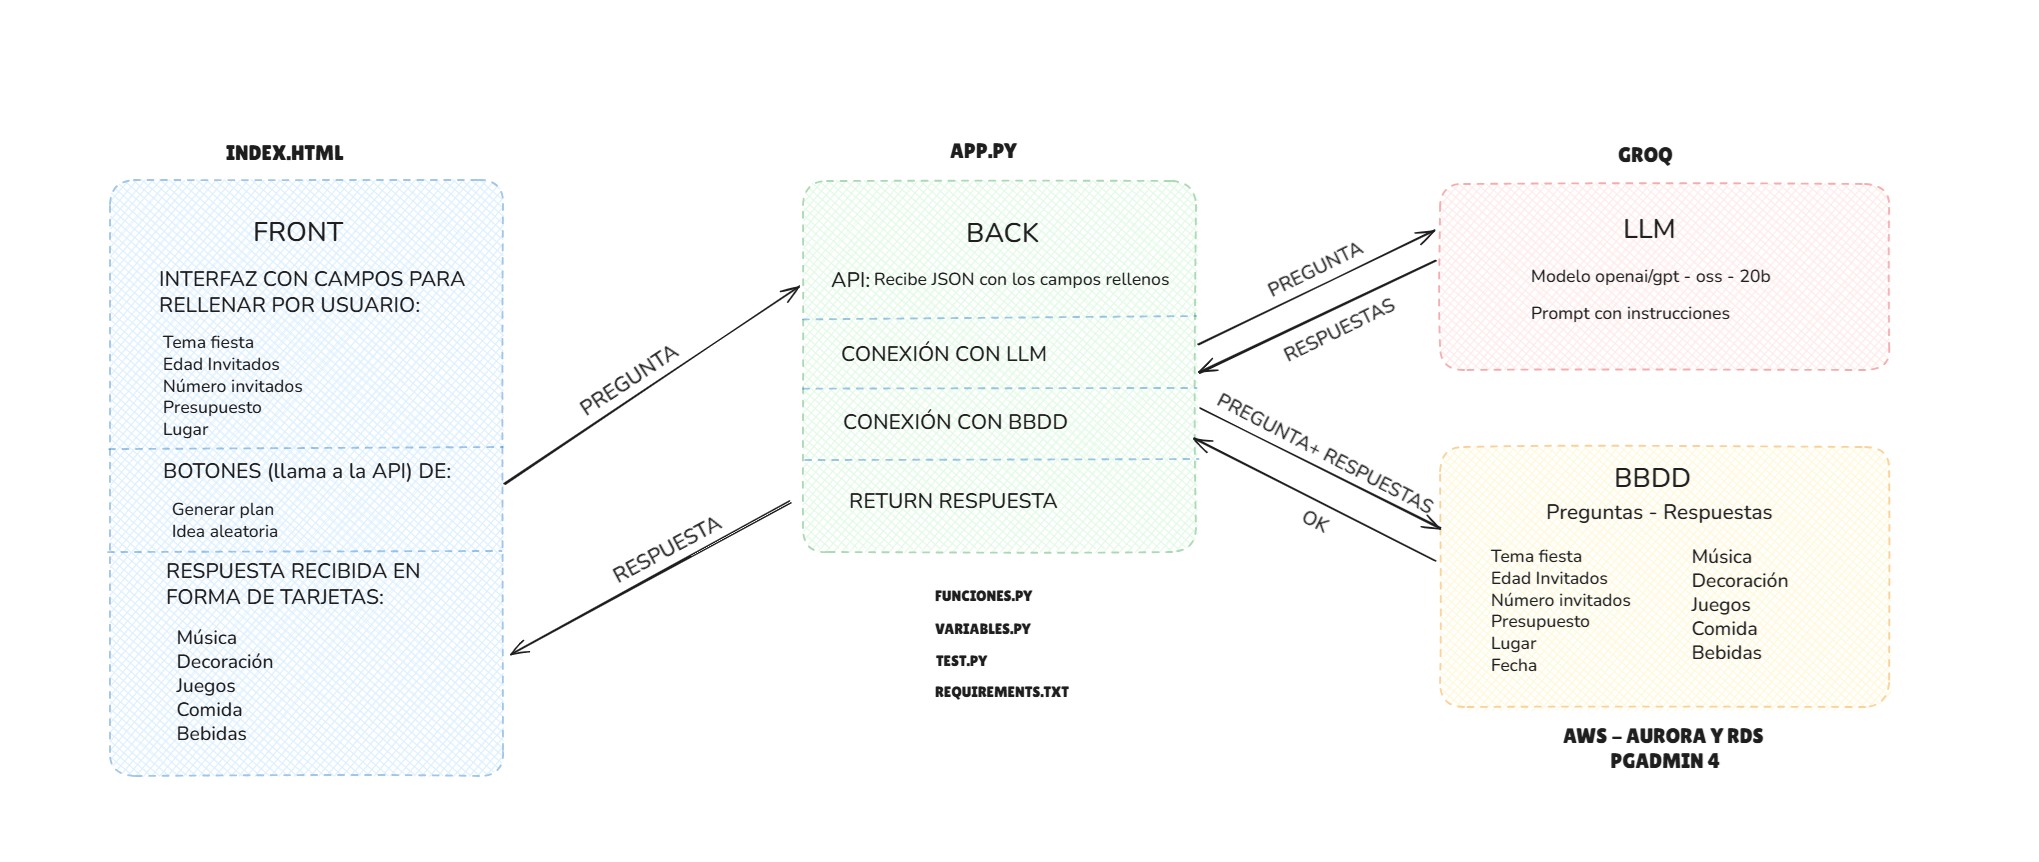 INDEX.HTML
FRONT
INTERFAZ CON CAMPOS PARA
RELLENAR POR USUARIO:
Tema fiesta
Edad Invitados
Número invitados
Presupuesto
Lugar
BOTONES (llama a la API) DE:
Generar plan
Idea aleatoria
RESPUESTA RECIBIDA EN
FORMA DE TARJETAS:
Música
Decoración
Juegos
Comida
Bebidas
PREGUNTA
RESPUESTA
APP.PY
BACK
API: Recibe JSON con los campos rellenos
CONEXIÓN CON LLM
CONEXIÓN CON BBDD
RETURN RESPUESTA
FUNCIONES.PY
VARIABLES.PY
TEST.PY
REQUIREMENTS.TXT
PREGUNTA
RESPUESTAS
PREGUNTA+ RESPUESTAS
OK
GROQ
LLM
Modelo openai/gpt - oss - 20b
Prompt con instrucciones
BBDD
Preguntas - Respuestas
Tema fiesta
Edad Invitados
Número invitados
Presupuesto
Lugar
Fecha
Música
Decoración
Juegos
Comida
Bebidas
AWS - AURORA Y RDS
PGADMIN 4